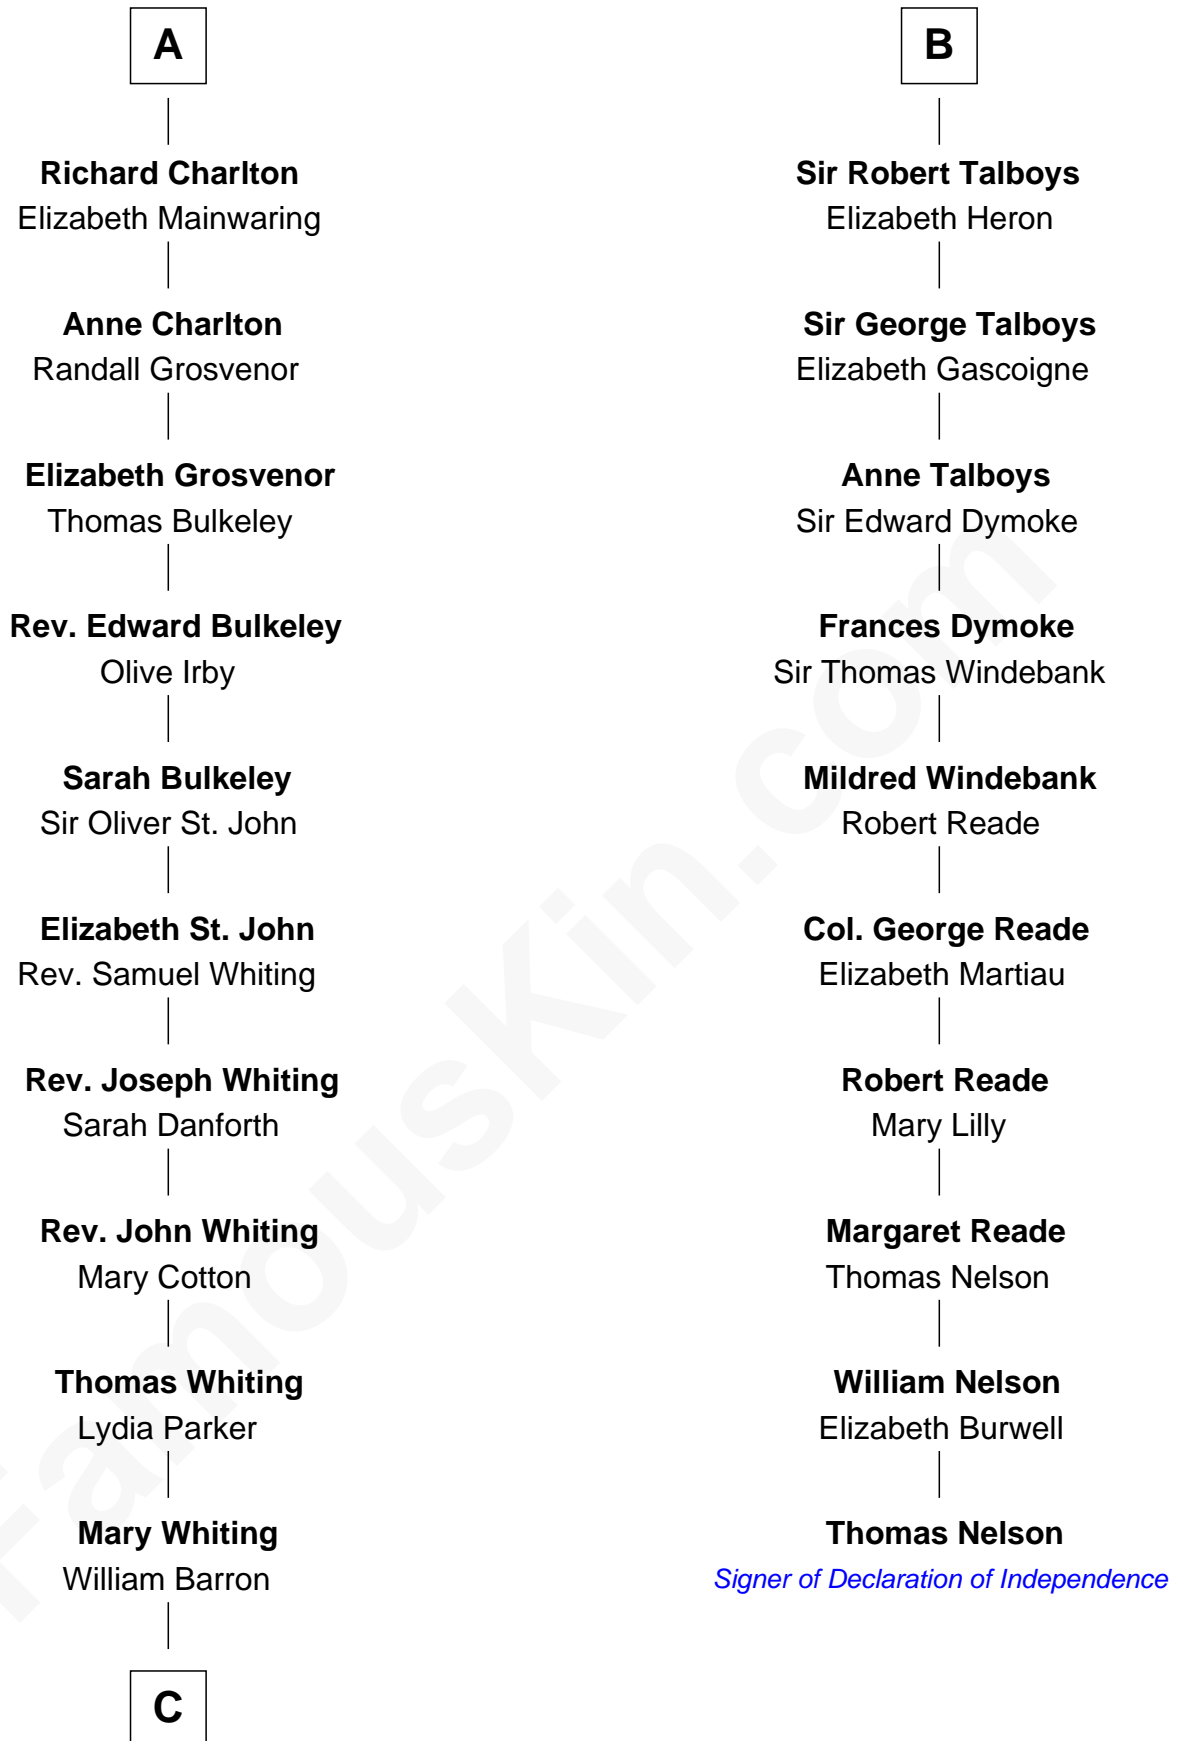 A
Richard Charlton
Elizabeth Mainwaring
Anne Charlton
Randall Grosvenor
Elizabeth Grosvenor
Thomas Bulkeley
Rev. Edward Bulkeley
Olive Irby
Sarah Bulkeley
Sir Oliver St. John
Elizabeth St. John
Rev. Samuel Whiting
Rev. Joseph Whiting
Sarah Danforth
Rev. John Whiting
Mary Cotton
Thomas Whiting
Lydia Parker
Mary Whiting
William Barron
C
B
Sir Robert Talboys
Elizabeth Heron
Sir George Talboys
Elizabeth Gascoigne
Anne Talboys
Sir Edward Dymoke
Frances Dymoke
Sir Thomas Windebank
Mildred Windebank
Robert Reade
Col. George Reade
Elizabeth Martiau
Robert Reade
Mary Lilly
Margaret Reade
Thomas Nelson
William Nelson
Elizabeth Burwell
Thomas Nelson
Signer of Declaration of Independence
FamousKin.com